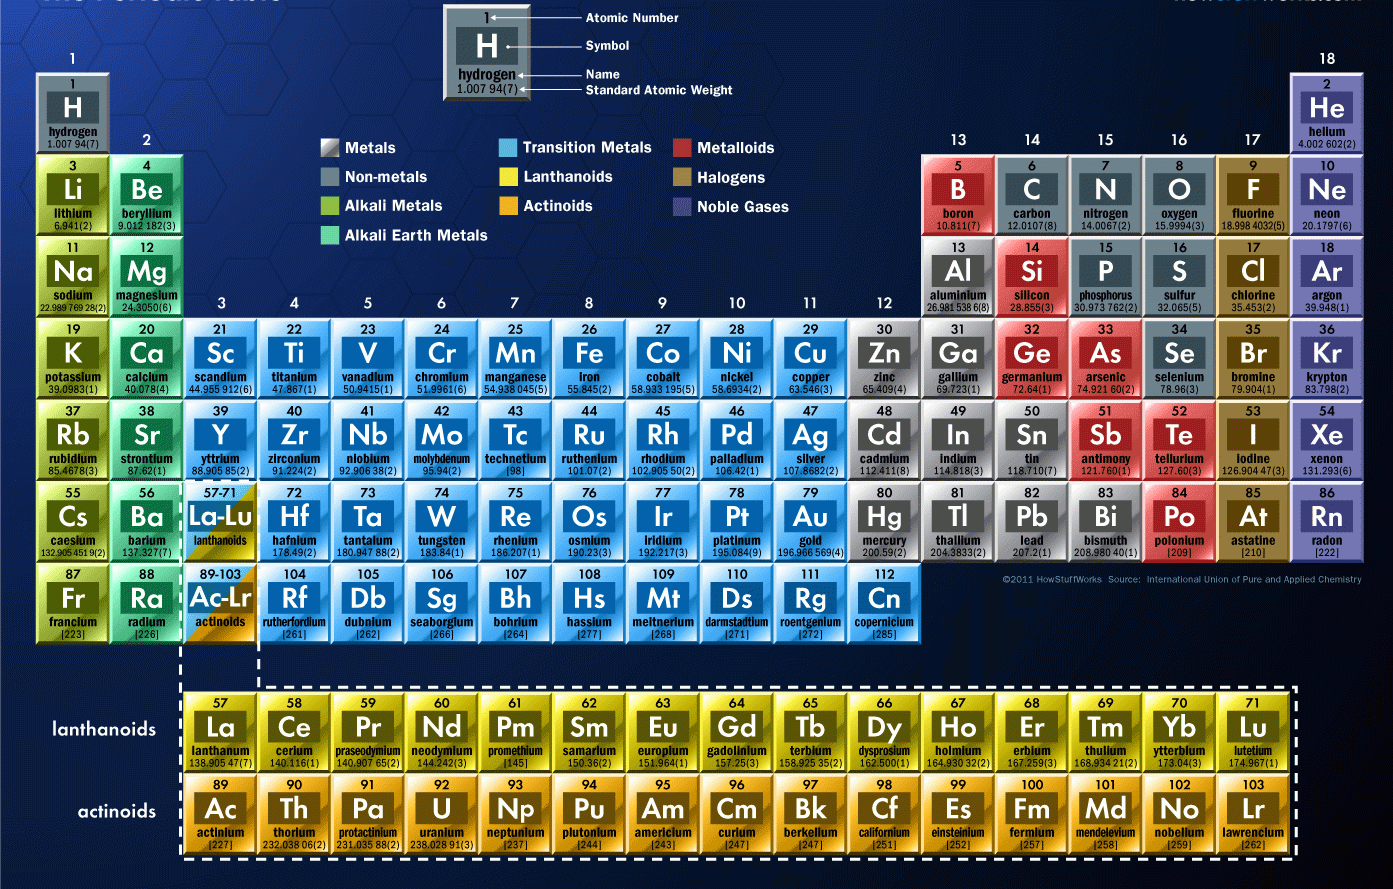 The Periodic Table
howstuffworks.com
1
H
hydrogen
1.007 94(7)
Atomic Number
Symbol
Name
Standard Atomic Weight
Metals
Non-metals
Alkali Metals
Alkali Earth Metals
Transition Metals
Lanthanoids
Actinoids
Metalloids
Halogens
Noble Gases
1 18
1 2
H He
hydrogen helium
1.007 94(7) 4.002 602(2)
2 13 14 15 16 17
3 4 5 6 7 8 9 10
Li Be B C N O F Ne
lithium beryllium boron carbon nitrogen oxygen fluorine neon
6.941(2) 9.012 182(3) 10.811(7) 12.0107(8) 14.0067(2) 15.9994(3) 18.998 4032(5) 20.1797(6)
11 12 13 14 15 16 17 18
Na Mg Al Si P S Cl Ar
sodium magnesium aluminium silicon phosphorus sulfur chlorine argon
22.989 769 28(2) 24.3050(6) 26.981 538 6(8) 28.855(3) 30.973 762(2) 32.065(5) 35.453(2) 39.948(1)
3 4 5 6 7 8 9 10 11 12
19 20 21 22 23 24 25 26 27 28 29 30 31 32 33 34 35 36
K Ca Sc Ti V Cr Mn Fe Co Ni Cu Zn Ga Ge As Se Br Kr
potassium calcium scandium titanium vanadium chromium manganese iron cobalt nickel copper zinc gallium germanium arsenic selenium bromine krypton
39.0983(1) 40.078(4) 44.955 912(6) 47.867(1) 50.9415(1) 51.9961(6) 54.938 045(5) 55.845(2) 58.933 195(5) 58.6934(2) 63.546(3) 65.409(4) 69.723(1) 72.64(1) 74.921 60(2) 78.96(3) 79.904(1) 83.798(2)
37 38 39 40 41 42 43 44 45 46 47 48 49 50 51 52 53 54
Rb Sr Y Zr Nb Mo Tc Ru Rh Pd Ag Cd In Sn Sb Te I Xe
rubidium strontium yttrium zirconium niobium molybdenum technetium ruthenium rhodium palladium silver cadmium indium tin antimony tellurium iodine xenon
85.4678(3) 87.62(1) 88.905 85(2) 91.224(2) 92.906 38(2) 95.94(2) [98] 101.07(2) 102.905 50(2) 106.42(1) 107.8682(2) 112.411(8) 114.818(3) 118.710(7) 121.760(1) 127.60(3) 126.904 47(3) 131.293(6)
55 56 57-71 72 73 74 75 76 77 78 79 80 81 82 83 84 85 86
Cs Ba La-Lu Hf Ta W Re Os Ir Pt Au Hg Tl Pb Bi Po At Rn
caesium barium lanthanoids hafnium tantalum tungsten rhenium osmium iridium platinum gold mercury thallium lead bismuth polonium astatine radon
132.905 451 9(2) 137.327(7) 178.49(2) 180.947 88(2) 183.84(1) 186.207(1) 190.23(3) 192.217(3) 195.084(9) 196.966 569(4) 200.59(2) 204.3833(2) 207.2(1) 208.980 40(1) [209] [210] [222]
87 88 89-103 104 105 106 107 108 109 110 111 112
Fr Ra Ac-Lr Rf Db Sg Bh Hs Mt Ds Rg Cn
francium radium actinoids rutherfordium dubnium seaborgium bohrium hassium meitnerium darmstadtium roentgenium copernicium
[223] [226] [261] [262] [266] [264] [277] [268] [271] [272] [285]
©2011 HowStuffWorks Source: International Union of Pure and Applied Chemistry
lanthanoids
57 58 59 60 61 62 63 64 65 66 67 68 69 70 71
La Ce Pr Nd Pm Sm Eu Gd Tb Dy Ho Er Tm Yb Lu
lanthanum cerium praseodymium neodymium promethium samarium europium gadolinium terbium dysprosium holmium erbium thulium ytterbium lutetium
138.905 47(7) 140.116(1) 140.907 65(2) 144.242(3) [145] 150.36(2) 151.964(1) 157.25(3) 158.925 35(2) 162.500(1) 164.930 32(2) 167.259(3) 168.934 21(2) 173.04(3) 174.967(1)
actinoids
89 90 91 92 93 94 95 96 97 98 99 100 101 102 103
Ac Th Pa U Np Pu Am Cm Bk Cf Es Fm Md No Lr
actinium thorium protactinium uranium neptunium plutonium americium curium berkelium californium einsteinium fermium mendelevium nobelium lawrencium
[227] 232.038 06(2) 231.035 88(2) 238.028 91(3) [237] [244] [243] [247] [247] [251] [252] [257] [258] [259] [262]